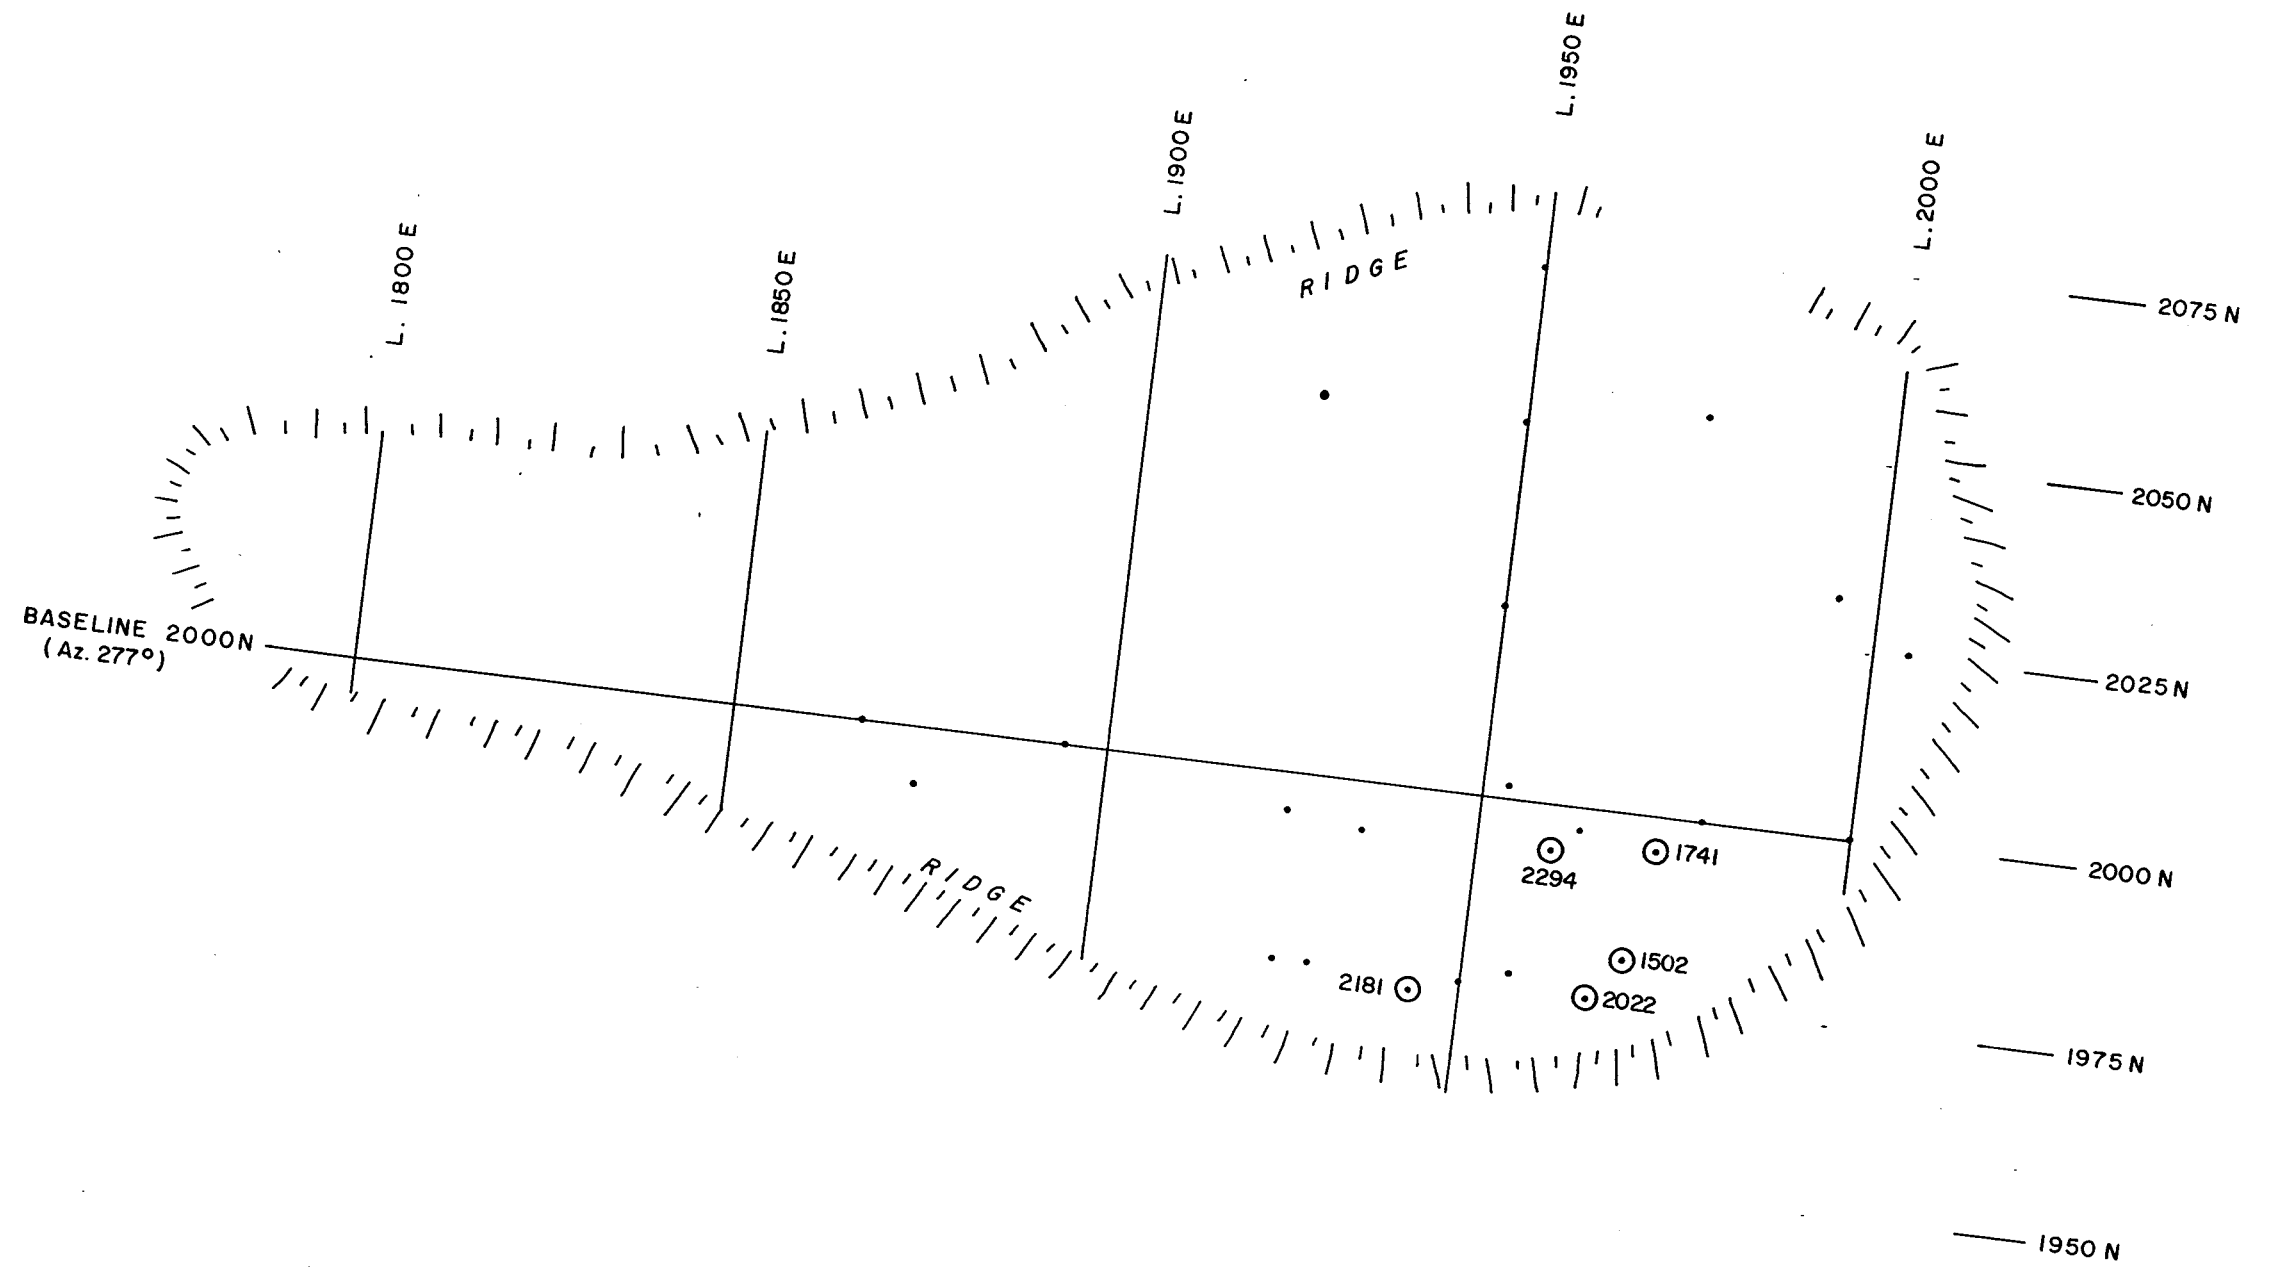 L. 1950 E
L. 1900 E
L. 2000 E
L. 1800 E
L. 1850 E
RIDGE
2075 N
2050 N
BASELINE 2000 N
(Az. 277°)
2025 N
2294
1741
2000 N
RIDGE
1502
2181
2022
1975 N
1950 N